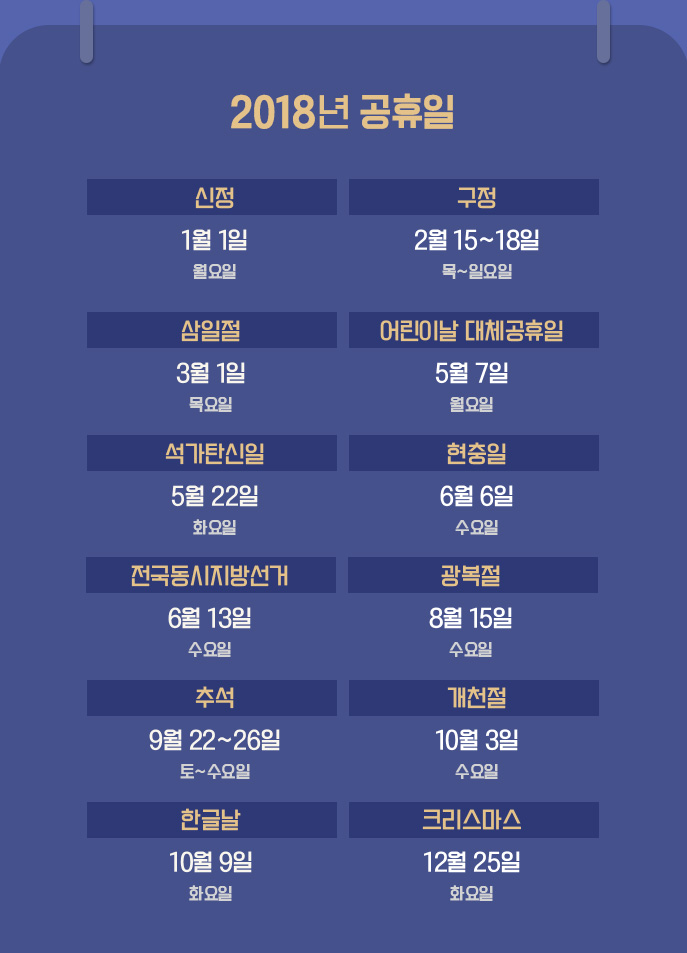 2018년 공휴일
신정
1월 1일
월요일
구정
2월 15~18일
목~일요일
삼일절
3월 1일
목요일
어린이날 대체공휴일
5월 7일
월요일
석가탄신일
5월 22일
화요일
현충일
6월 6일
수요일
전국동시지방선거
6월 13일
수요일
광복절
8월 15일
수요일
추석
9월 22~26일
토~수요일
개천절
10월 3일
수요일
한글날
10월 9일
화요일
크리스마스
12월 25일
화요일